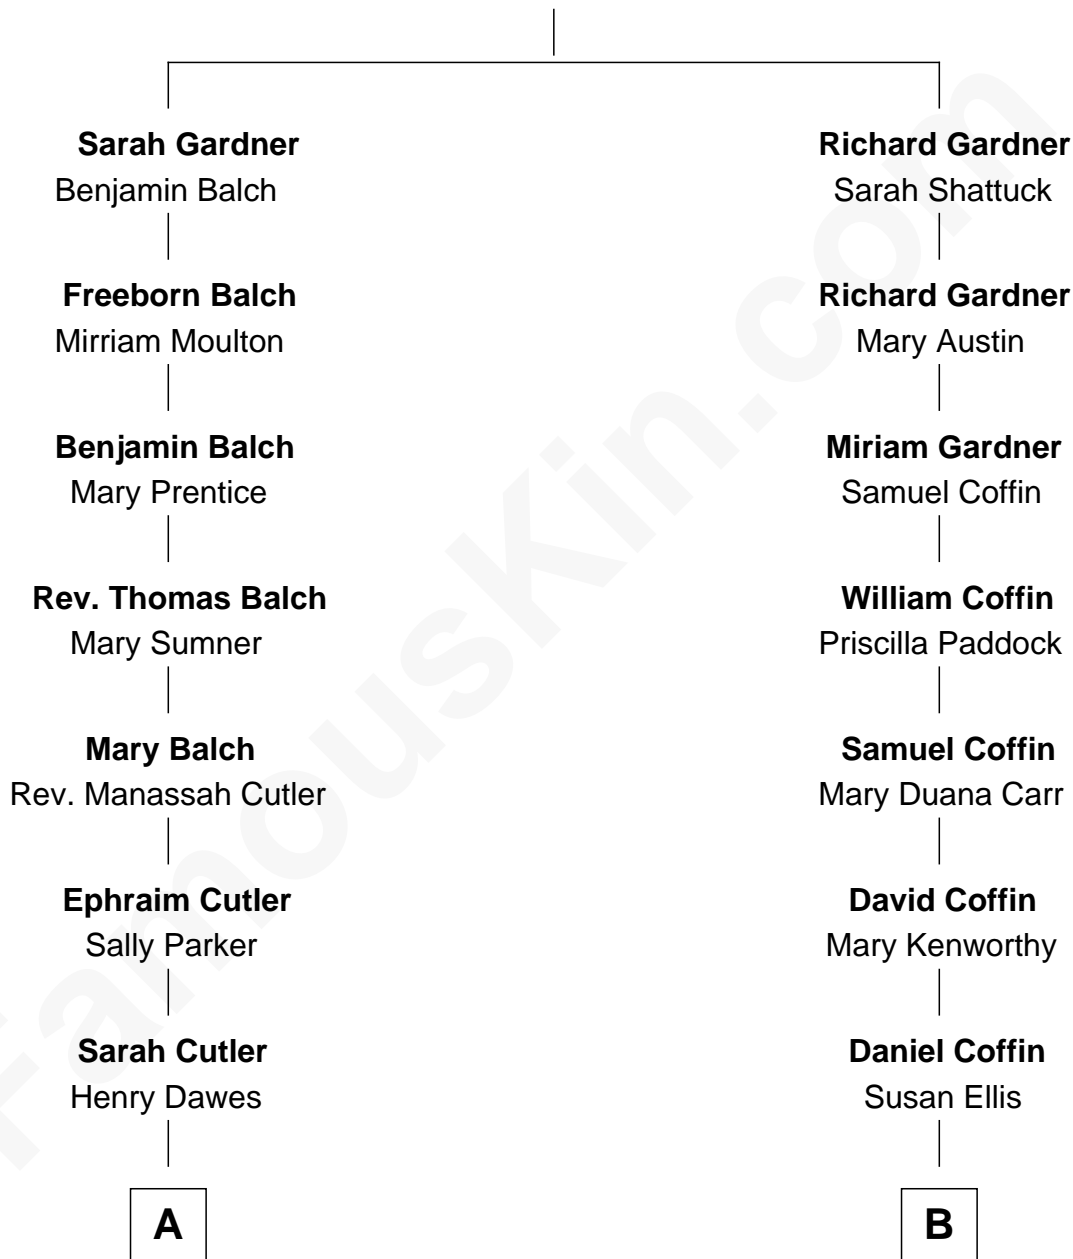 Sarah Gardner
Benjamin Balch
Freeborn Balch
Mirriam Moulton
Benjamin Balch
Mary Prentice
Rev. Thomas Balch
Mary Sumner
Mary Balch
Rev. Manassah Cutler
Ephraim Cutler
Sally Parker
Sarah Cutler
Henry Dawes
A
Richard Gardner
Sarah Shattuck
Richard Gardner
Mary Austin
Miriam Gardner
Samuel Coffin
William Coffin
Priscilla Paddock
Samuel Coffin
Mary Duana Carr
David Coffin
Mary Kenworthy
Daniel Coffin
Susan Ellis
B
FamousKin.com